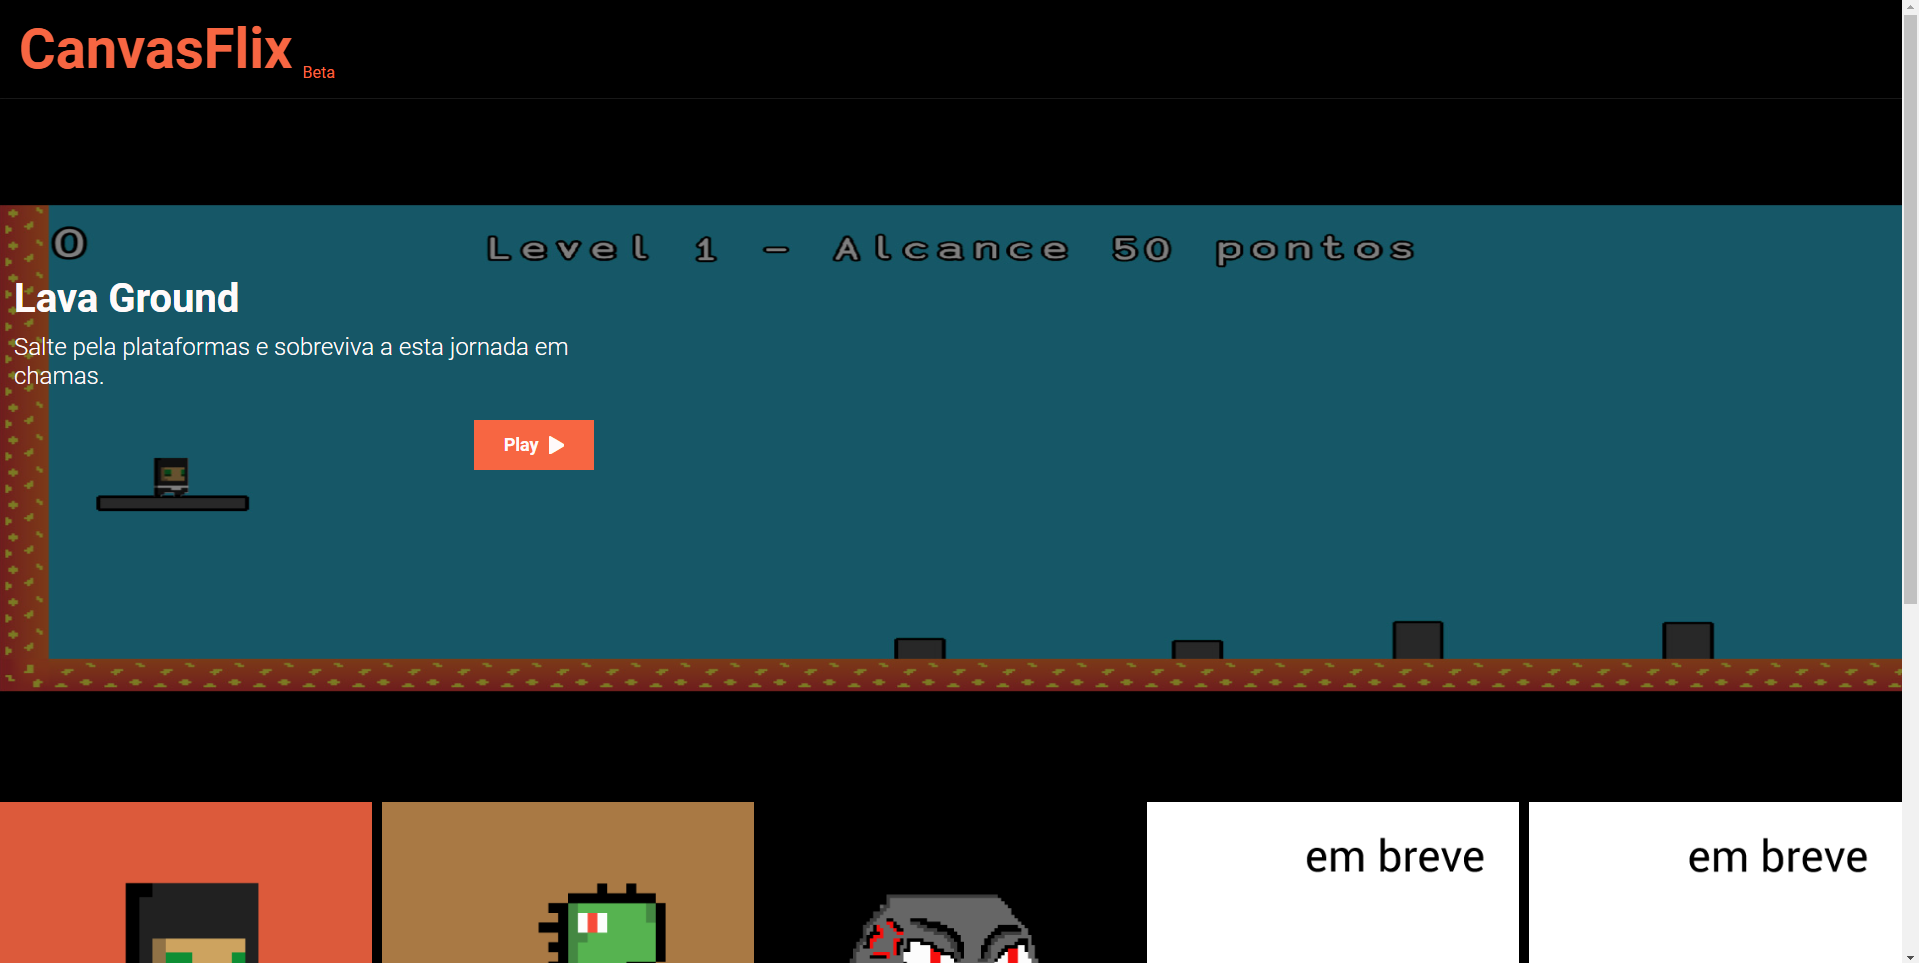 CanvasFlix Beta
0
Level 1 - Alcance 50 pontos
Lava Ground
Salte pela plataformas e sobreviva a esta jornada em
chamas.
Play
em breve
em breve